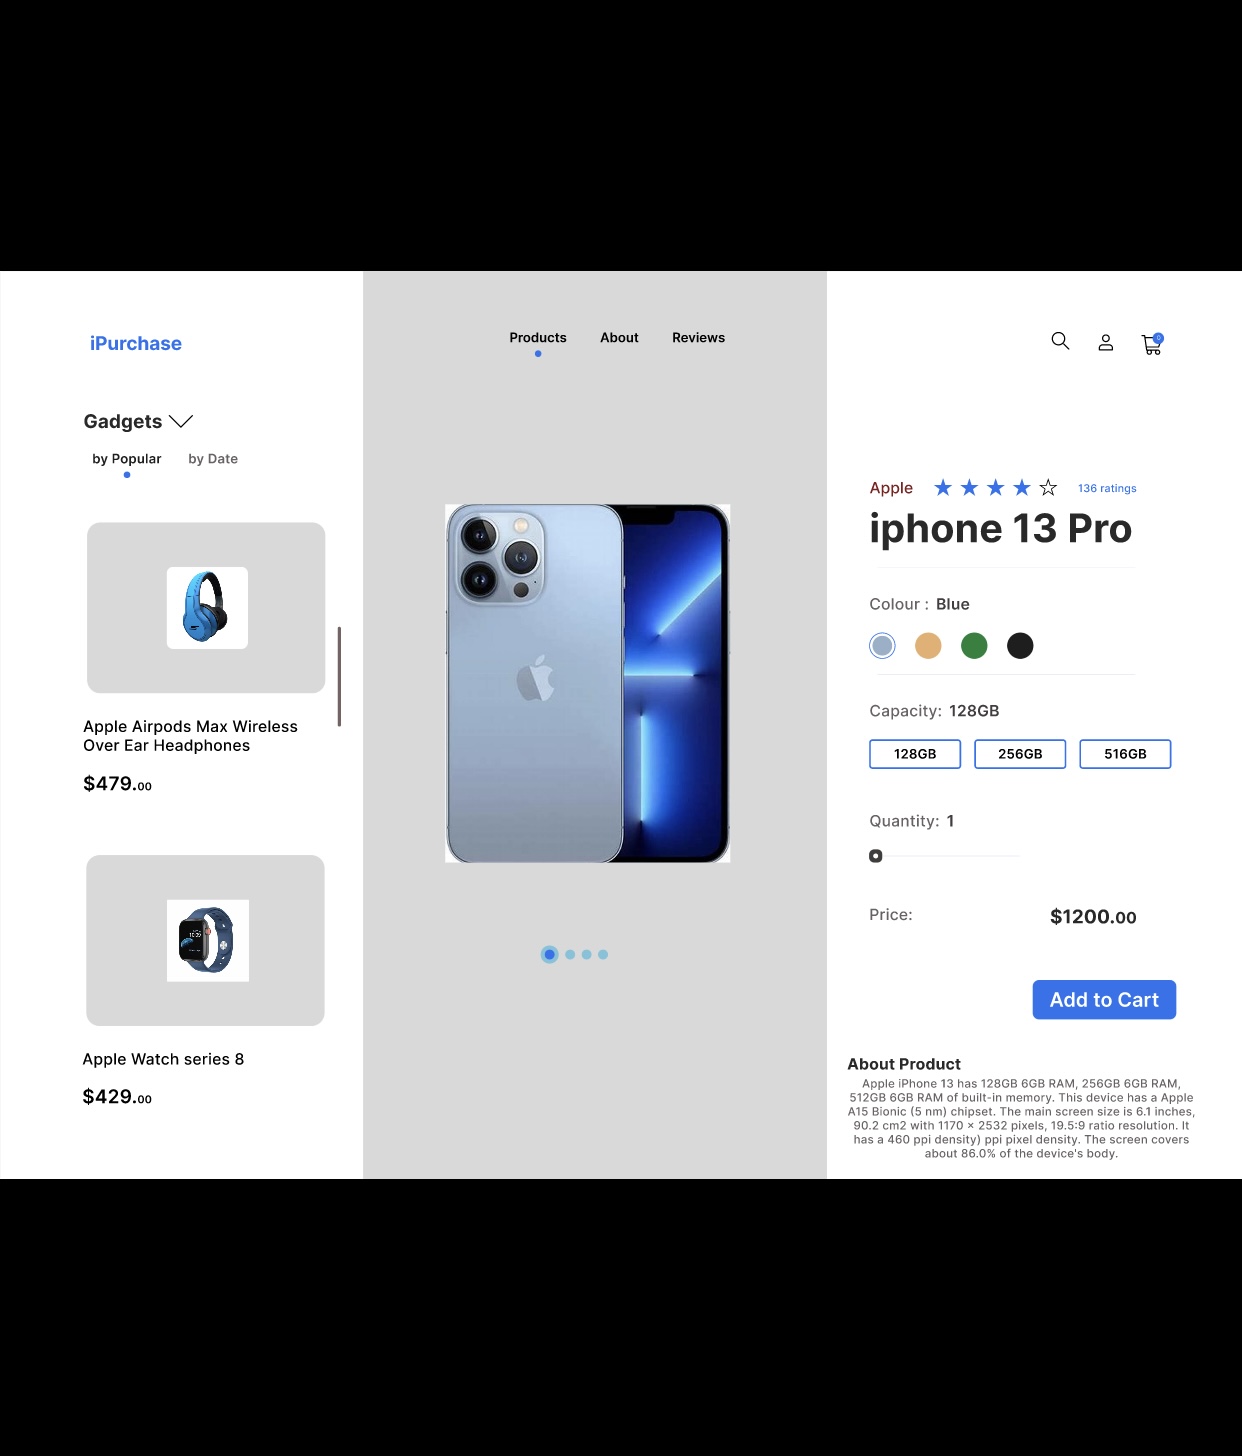 iPurchase
Products About Reviews
0
Gadgets
by Popular by Date
Apple Airpods Max Wireless
Over Ear Headphones
$479.00
Apple Watch series 8
$429.00
Apple 136 ratings
iphone 13 Pro
Colour : Blue
Capacity: 128GB
128GB 256GB 516GB
Quantity: 1
Price: $1200.00
Add to Cart
About Product
Apple iPhone 13 has 128GB 6GB RAM, 256GB 6GB RAM,
512GB 6GB RAM of built-in memory. This device has a Apple
A15 Bionic (5 nm) chipset. The main screen size is 6.1 inches,
90.2 cm2 with 1170 x 2532 pixels, 19.5:9 ratio resolution. It
has a 460 ppi density) ppi pixel density. The screen covers
about 86.0% of the device's body.